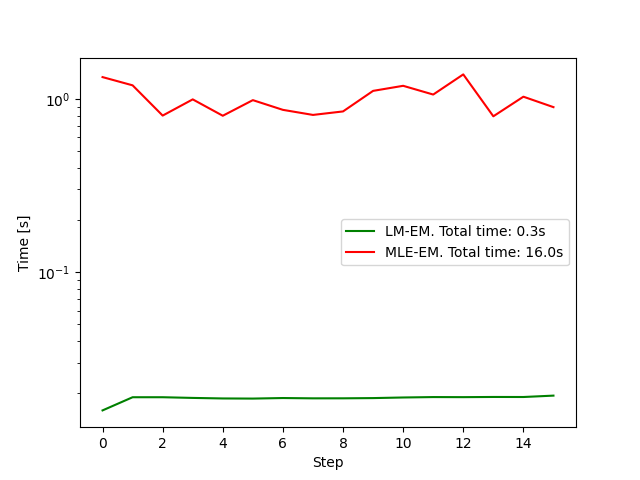 10⁰
Time [s]
LM-EM. Total time: 0.3s
MLE-EM. Total time: 16.0s
10⁻¹
0 2 4 6 8 10 12 14
Step